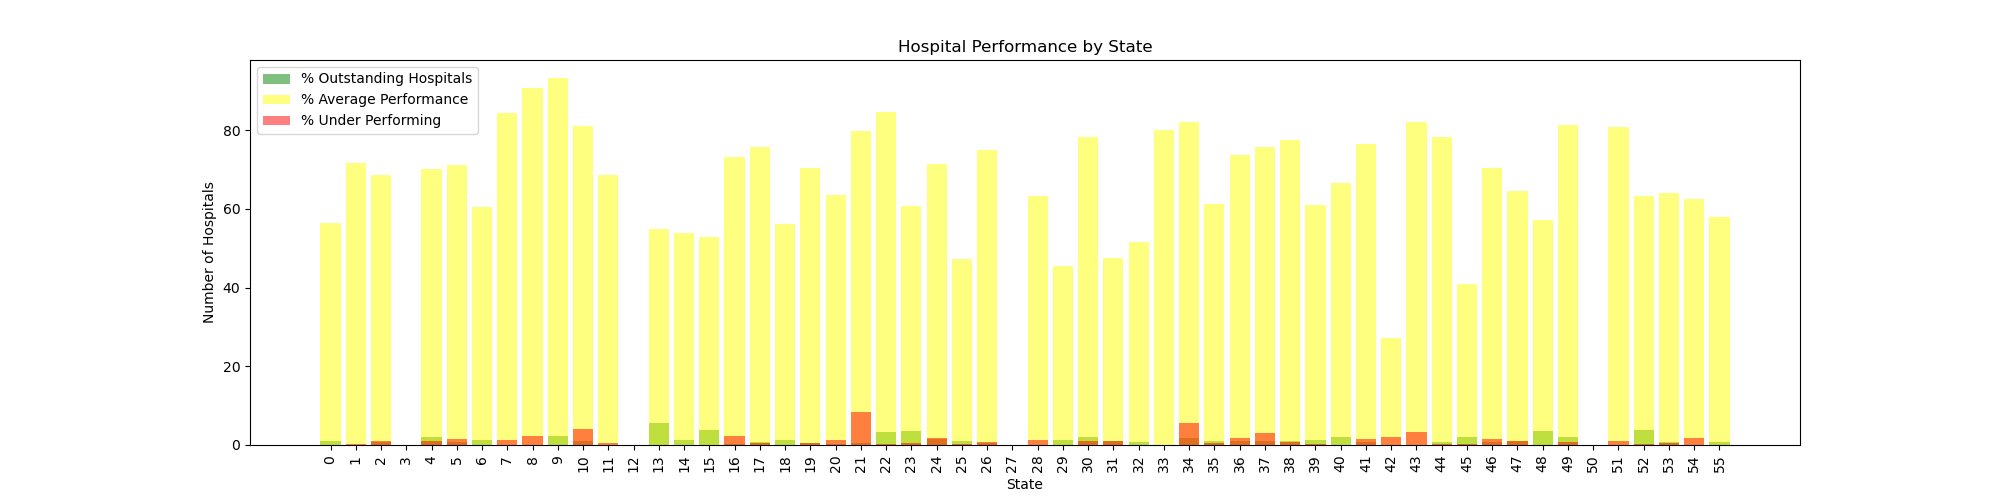 Hospital Performance by State
% Outstanding Hospitals
% Average Performance
% Under Performing
Number of Hospitals
80
60
40
20
0
0 1 2 3 4 5 6 7 8 9 10 11 12 13 14 15 16 17 18 19 20 21 22 23 24 25 26 27 28 29 30 31 32 33 34 35 36 37 38 39 40 41 42 43 44 45 46 47 48 49 50 51 52 53 54 55
State